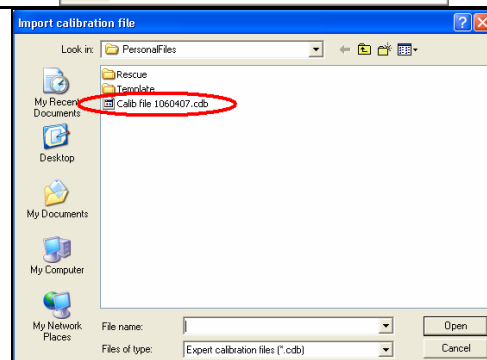 Import calibration file
Look in: PersonalFiles
Rescue
Template
Calib file 1060407.cdb
My Recent
Documents
Desktop
My Documents
My Computer
My Network
Places
File name:
Open
Files of type: Expert calibration files (*.cdb)
Cancel